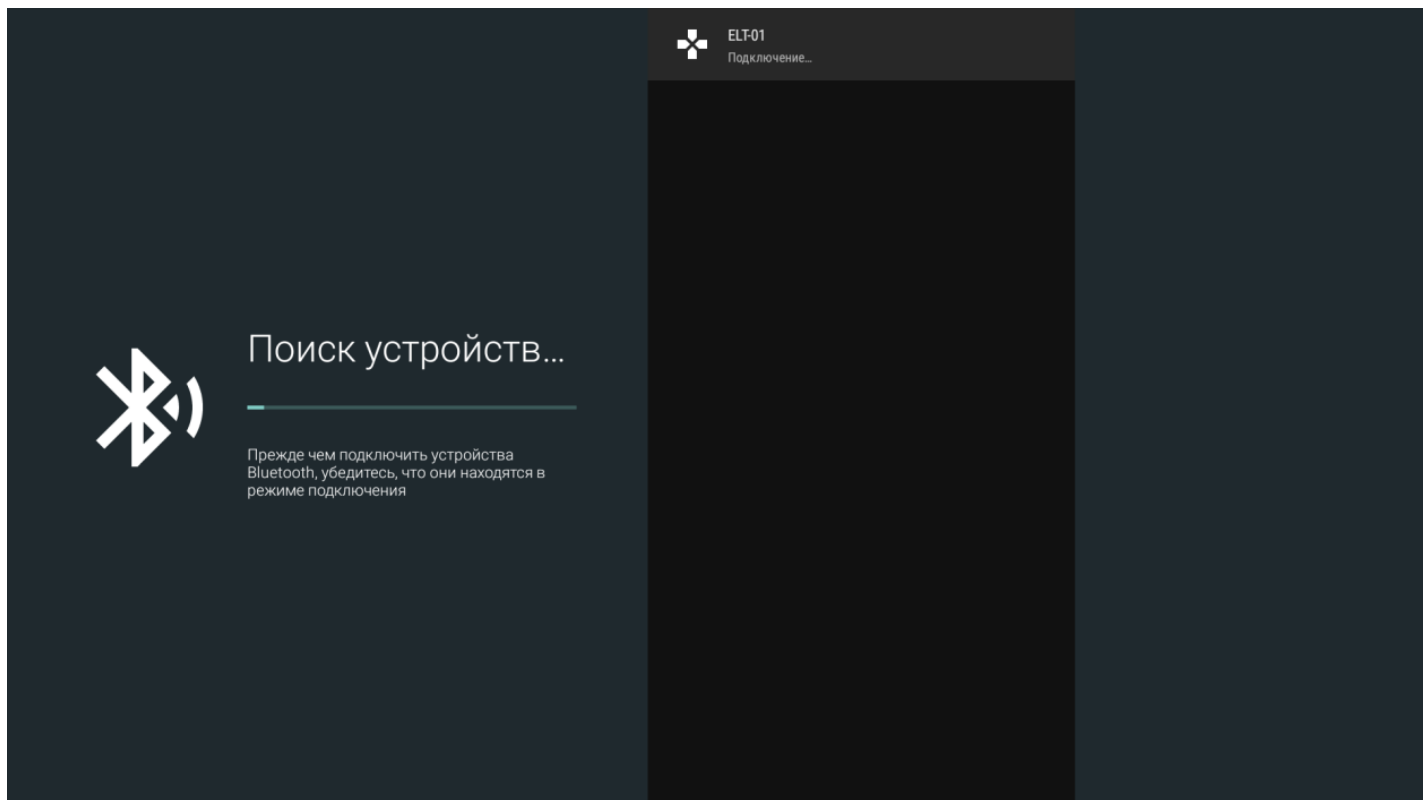 ELT-01
Подключение...
Поиск устройств...
Прежде чем подключить устройства
Bluetooth, убедитесь, что они находятся в
режиме подключения